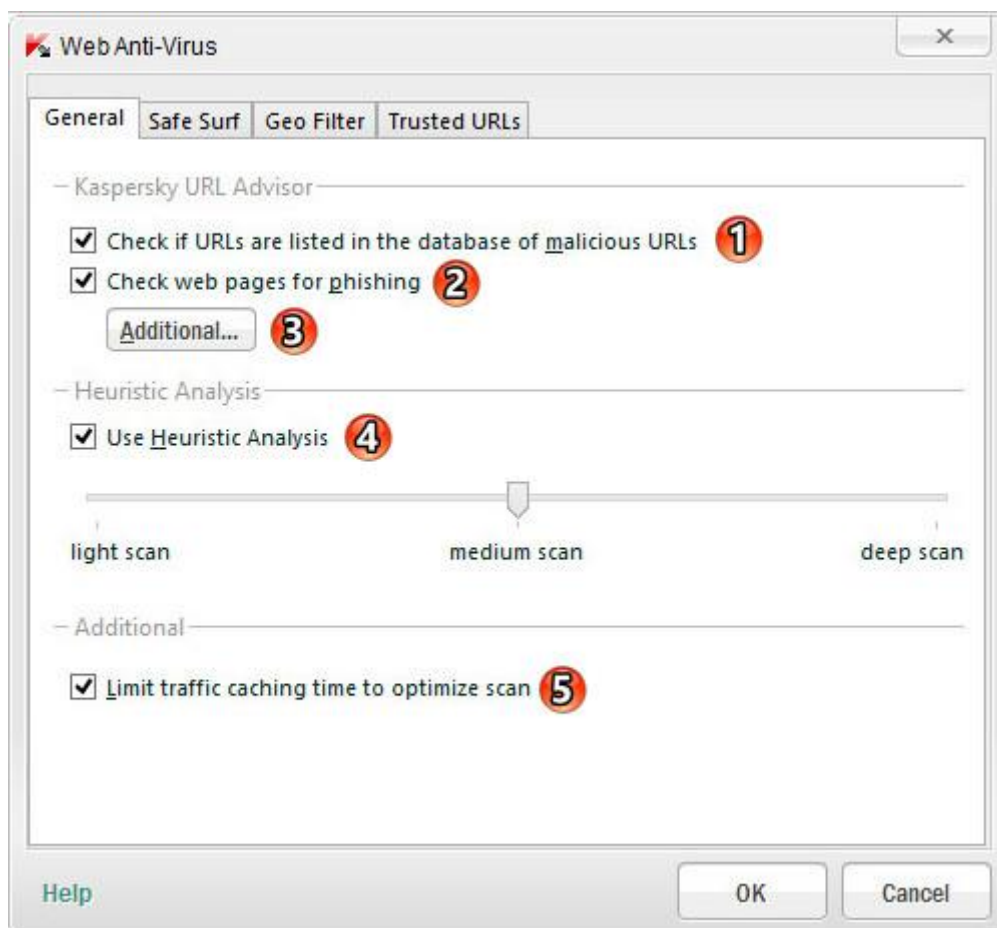 Web Anti-Virus
General Safe Surf Geo Filter Trusted URLs
Kaspersky URL Advisor
Check if URLs are listed in the database of malicious URLs 1
Check web pages for phishing 2
Additional... 3
Heuristic Analysis
Use Heuristic Analysis 4
light scan medium scan deep scan
Additional
Limit traffic caching time to optimize scan 5
Help OK Cancel